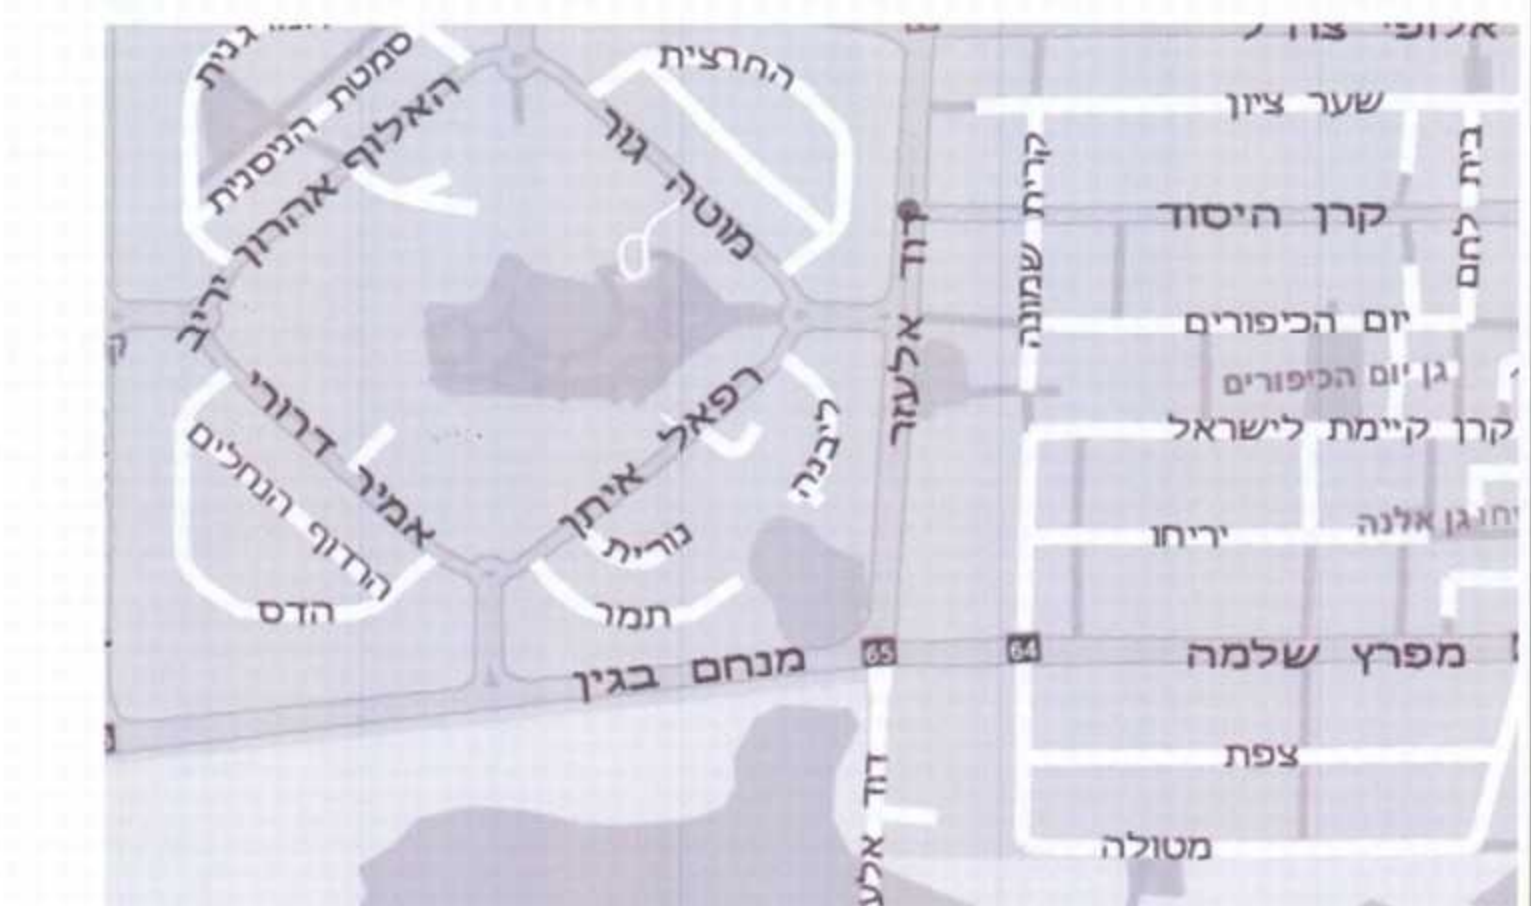 גנית
סמטת הניסנית
האלוף אהרון יריב
החרצית
מוטה גור
שער ציון
קרית שמונה
בית לחם
קרן היסוד
דוד אלעזר
יום הכיפורים
גן יום הכיפורים
קרן קיימת לישראל
אמיר דרורי
הרדוף הנחלים
הדס
רפאל איתן
ליבנה
נורית
תמר
יריחו
גן אלנה
מנחם בגין
65
64
מפרץ שלמה
צפת
דוד אלע
מטולה